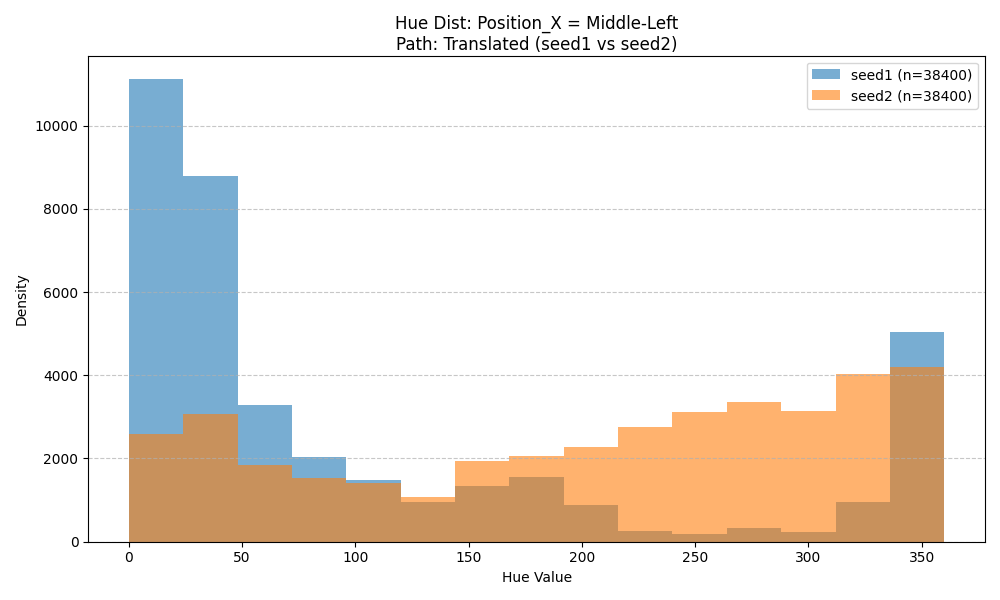 Hue Dist: Position_X = Middle-Left
Path: Translated (seed1 vs seed2)
seed1 (n=38400)
seed2 (n=38400)
Density
10000
8000
6000
4000
2000
0
0 50 100 150 200 250 300 350
Hue Value